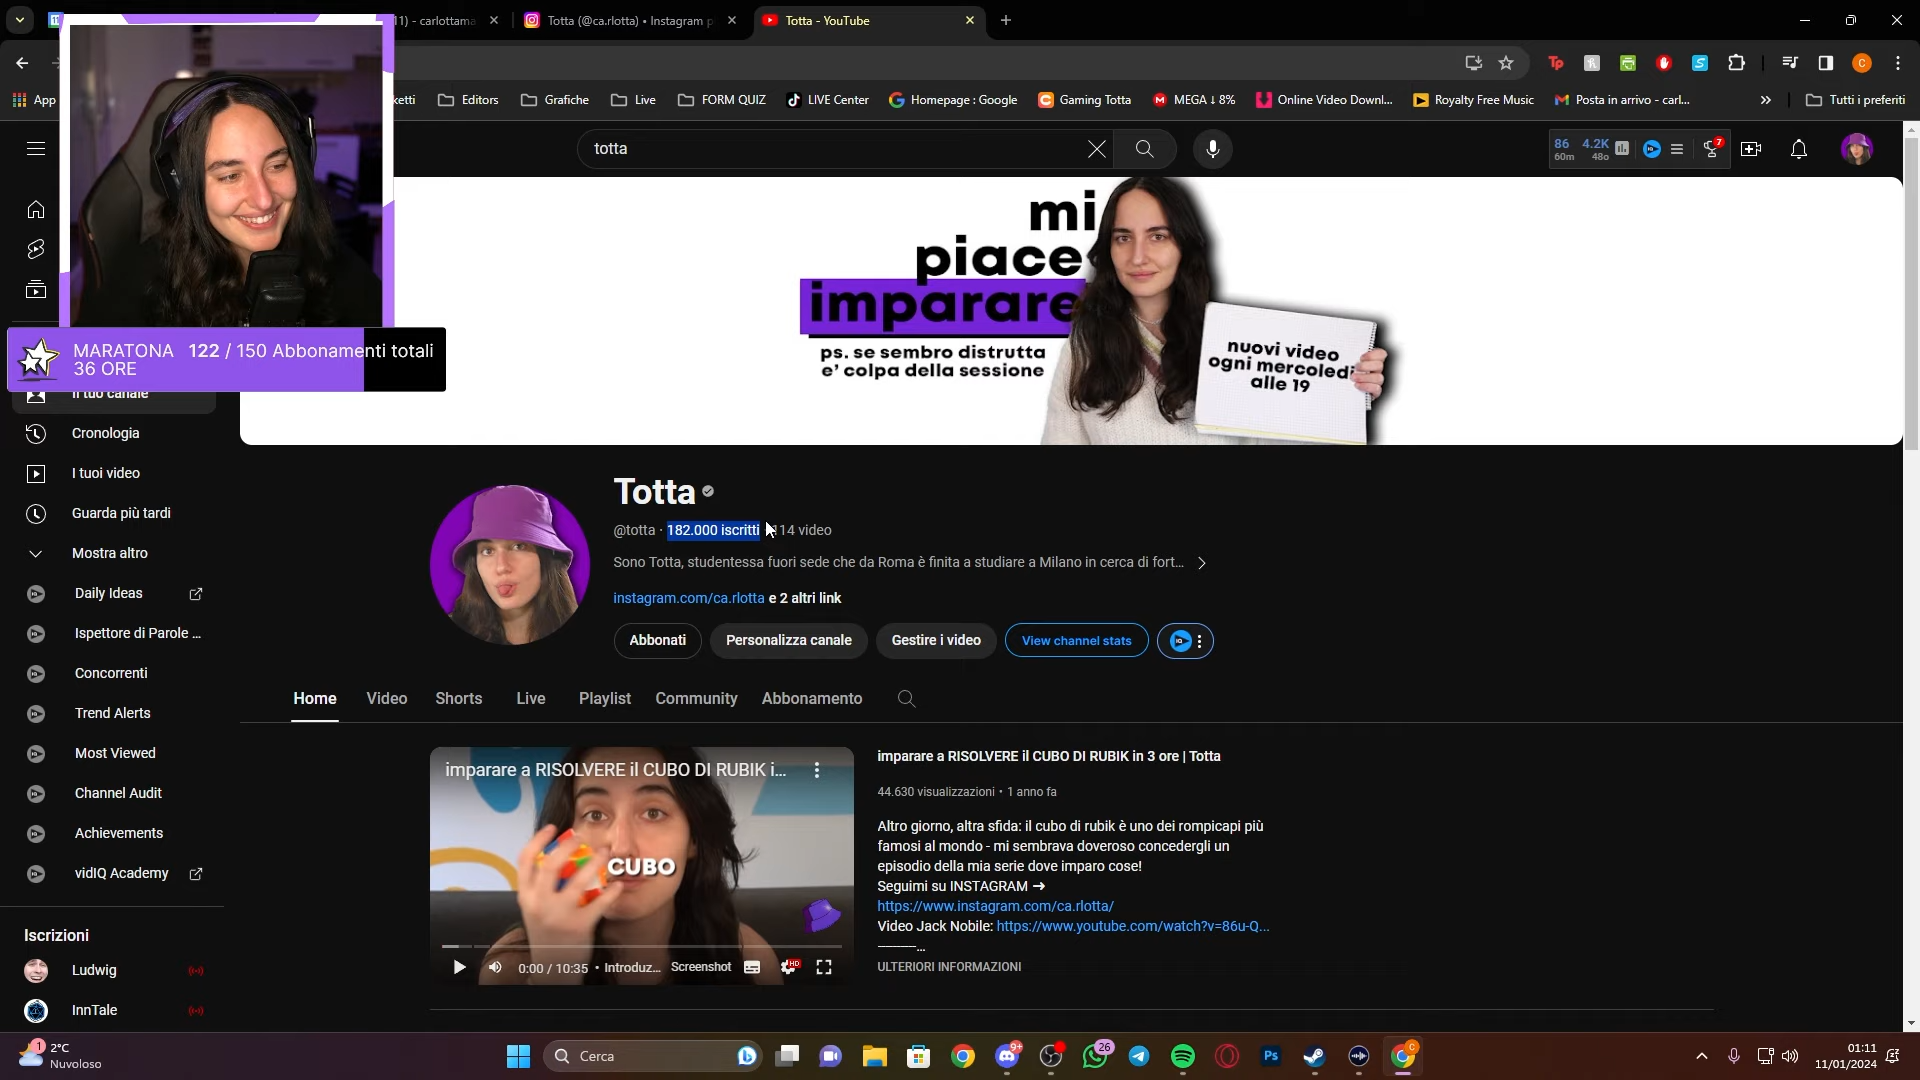 11) - carlottama
Totta (@ca.rlotta) • Instagram p
Totta - YouTube
App
ketti
Editors
Grafiche
Live
FORM QUIZ
LIVE Center
Homepage : Google
Gaming Totta
MEGA ↓ 8%
Online Video Downl...
Royalty Free Music
Posta in arrivo - carl...
Tutti i preferiti
totta
86
60m
4.2K
48o
7
MARATONA
36 ORE
122 / 150 Abbonamenti totali
mi
piace
imparare
ps. se sembro distrutta
e' colpa della sessione
nuovi video
ogni mercoledì
alle 19
Il tuo canale
Cronologia
I tuoi video
Guarda più tardi
Mostra altro
Daily Ideas
Ispettore di Parole ...
Concorrenti
Trend Alerts
Most Viewed
Channel Audit
Achievements
vidIQ Academy
Iscrizioni
Ludwig
InnTale
Totta
@totta · 182.000 iscritti 114 video
Sono Totta, studentessa fuori sede che da Roma è finita a studiare a Milano in cerca di fort...
instagram.com/ca.rlotta e 2 altri link
Abbonati
Personalizza canale
Gestire i video
View channel stats
Home
Video
Shorts
Live
Playlist
Community
Abbonamento
imparare a RISOLVERE il CUBO DI RUBIK i...
CUBO
0:00 / 10:35 • Introduz...
Screenshot
HD
imparare a RISOLVERE il CUBO DI RUBIK in 3 ore | Totta
44.630 visualizzazioni • 1 anno fa
Altro giorno, altra sfida: il cubo di rubik è uno dei rompicapi più
famosi al mondo - mi sembrava doveroso concedergli un
episodio della mia serie dove imparo cose!
Seguimi su INSTAGRAM ➔
https://www.instagram.com/ca.rlotta/
Video Jack Nobile: https://www.youtube.com/watch?v=86u-Q...
————...
ULTERIORI INFORMAZIONI
1
2°C
Nuvoloso
Cerca
9+
26
Ps
C
01:11
11/01/2024